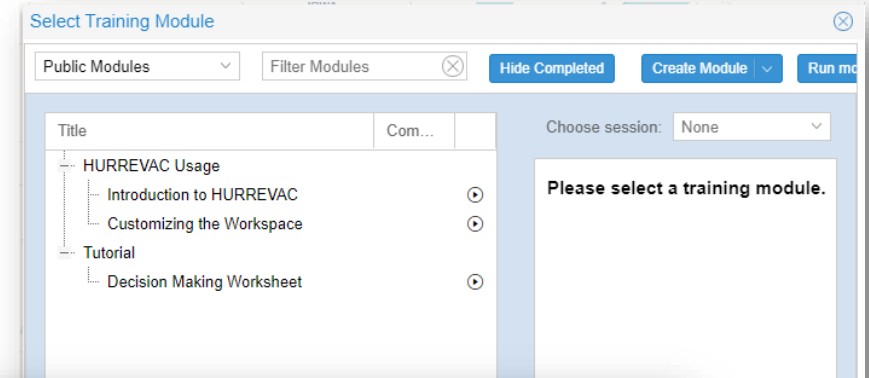 Select Training Module
Public Modules Filter Modules Hide Completed Create Module
Title Com... Choose session: None
HURREVAC Usage
Introduction to HURREVAC
Please select a training module.
Customizing the Workspace
Tutorial
Decision Making Worksheet